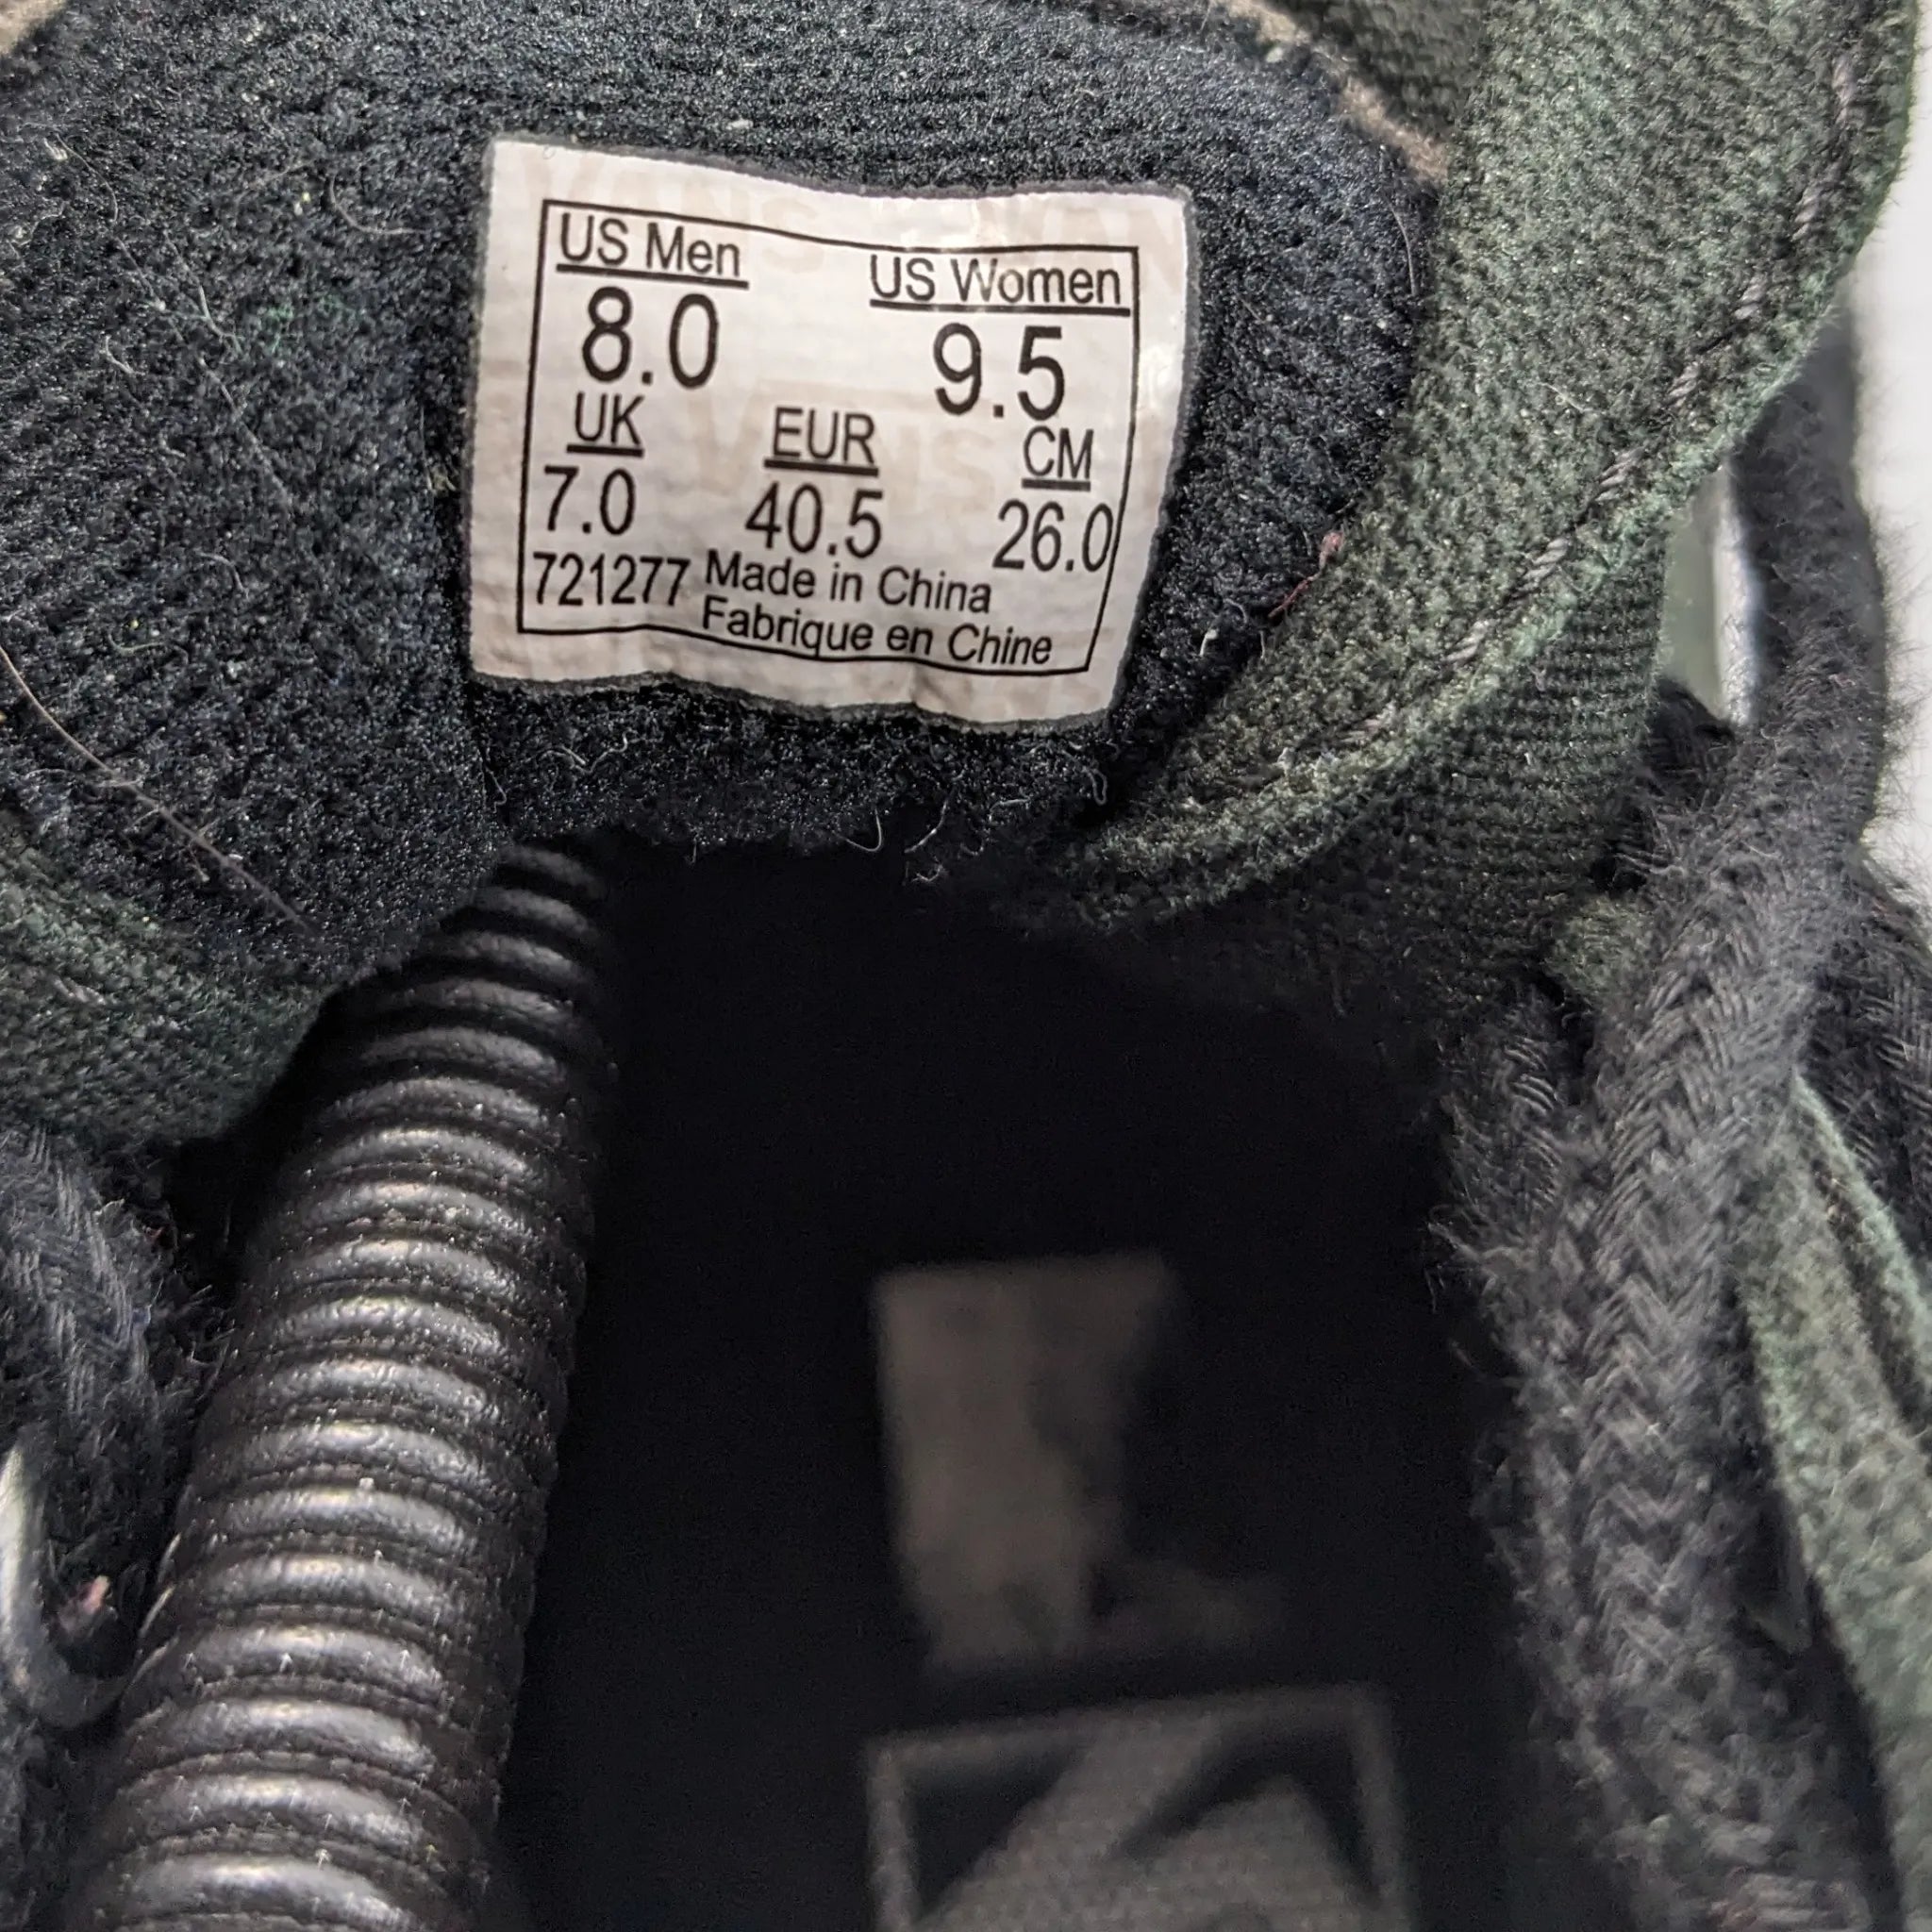 US Men US Women
8.0 9.5
UK EUR CM
7.0 40.5 26.0
721277 Made in China
Fabrique en Chine